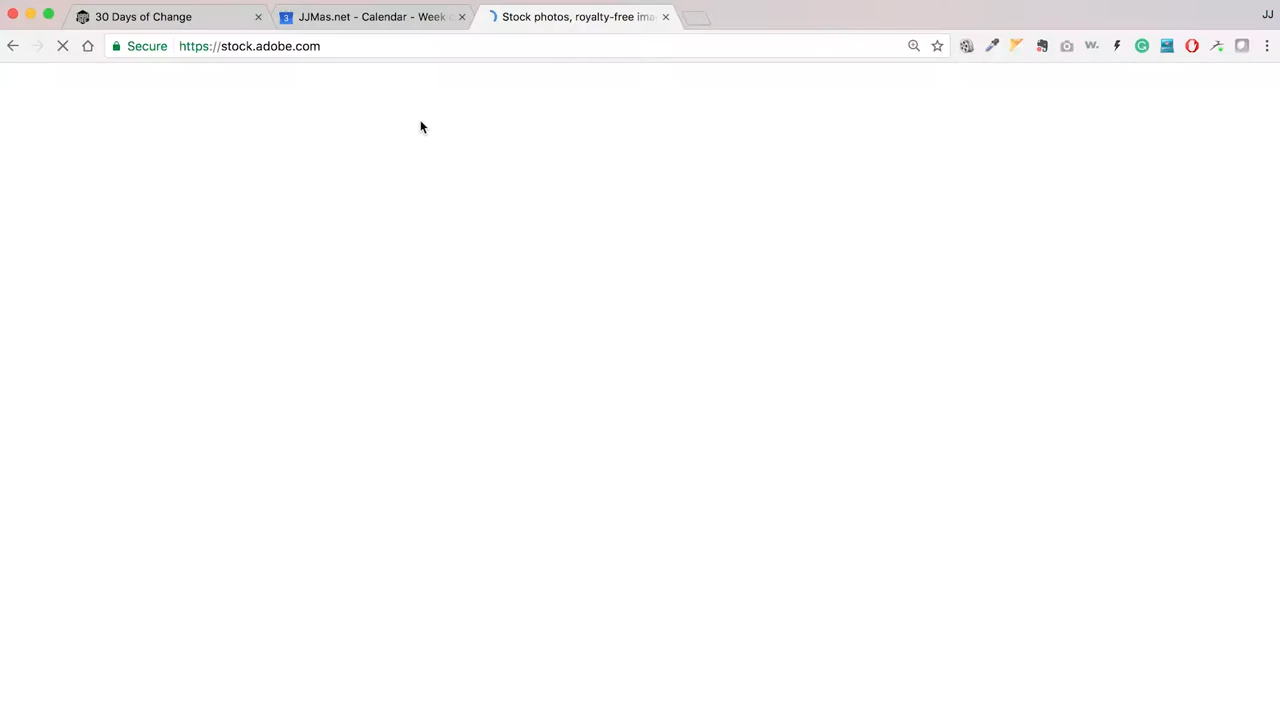 30 Days of Change
JJMas.net - Calendar - Week
Stock photos, royalty-free ima
JJ
Secure
https://stock.adobe.com
3
w.